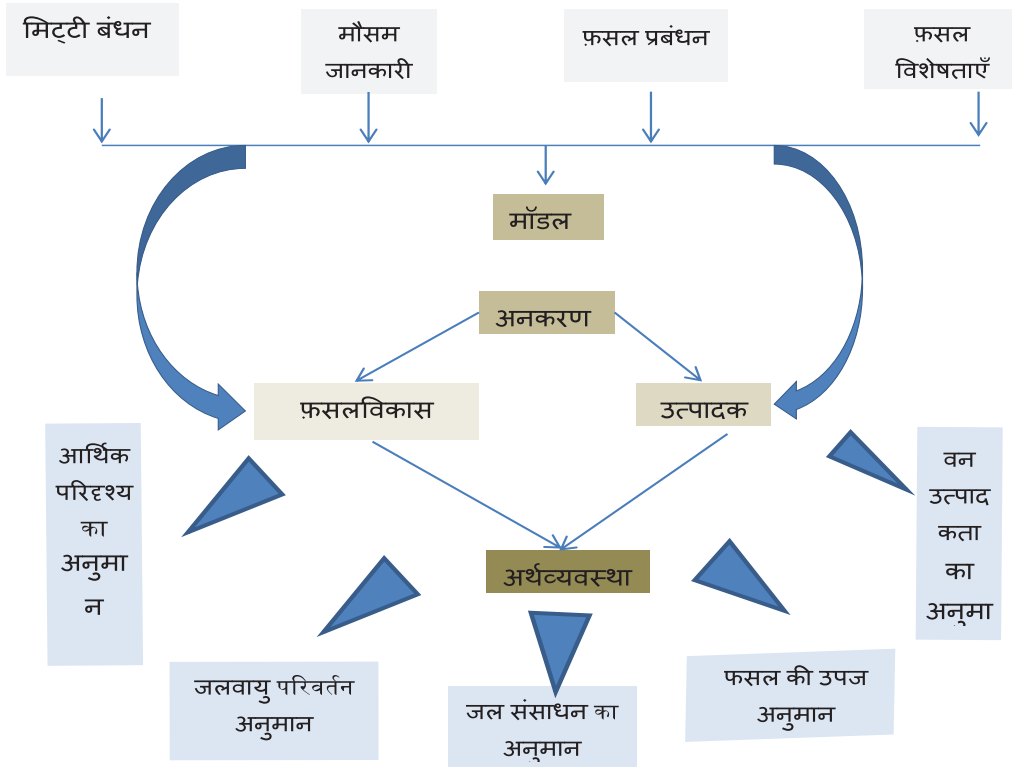 मिट्टी बंधन
मौसम
जानकारी
फ़सल प्रबंधन
फ़सल
विशेषताएँ
मॉडल
अनकरण
फ़सलविकास
उत्पादक
आर्थिक
परिदृश्य
का
अनुमा
न
वन
उत्पाद
कता
का
अनुमा
अर्थव्यवस्था
जलवायु परिवर्तन
अनुमान
जल संसाधन का
अनुमान
फसल की उपज
अनुमान